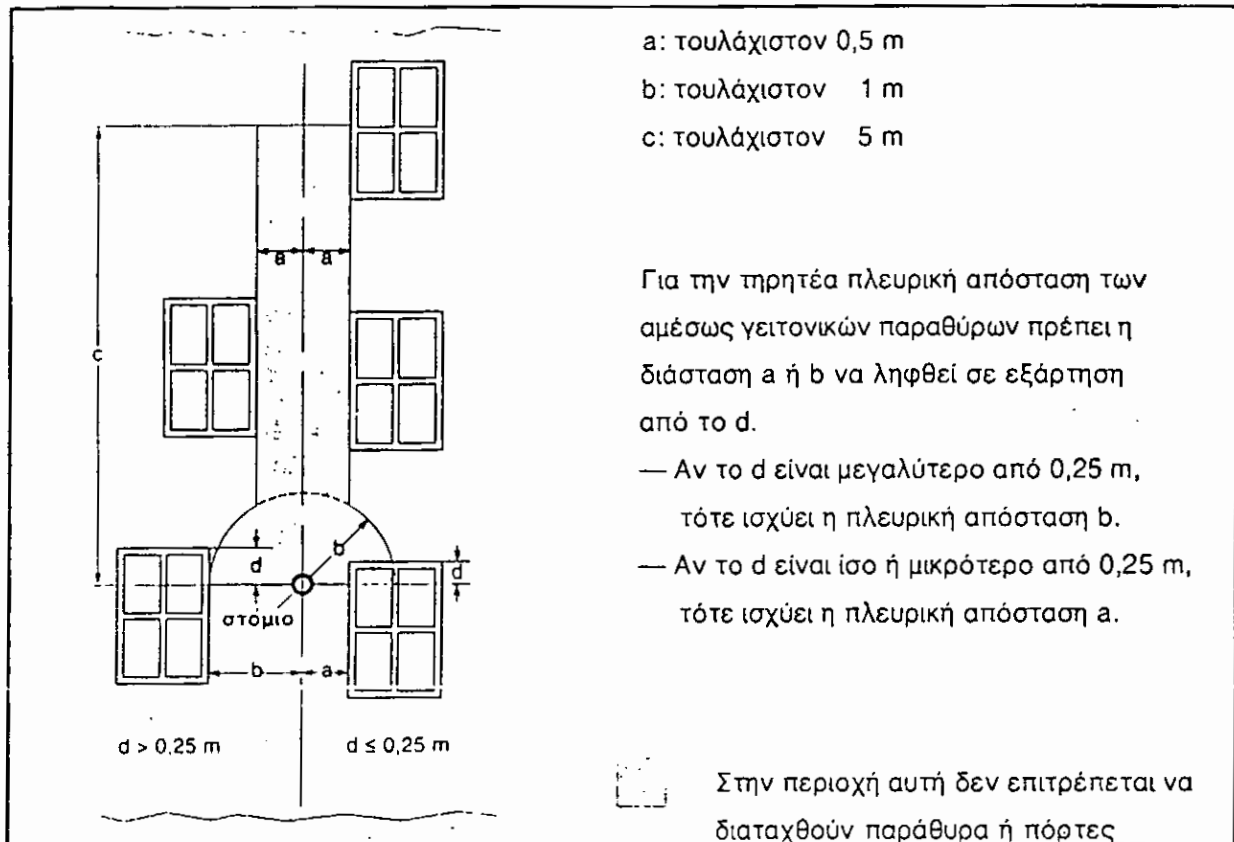 a: τουλάχιστον 0,5 m
b: τουλάχιστον 1 m
c: τουλάχιστον 5 m
a a
c
Για την τηρητέα πλευρική απόσταση των
αμέσως γειτονικών παραθύρων πρέπει η
διάσταση a ή b να ληφθεί σε εξάρτηση
από το d.
— Αν το d είναι μεγαλύτερο από 0,25 m,
τότε ισχύει η πλευρική απόσταση b.
— Αν το d είναι ίσο ή μικρότερο από 0,25 m,
τότε ισχύει η πλευρική απόσταση a.
b
d d
στόμιο
b a
d > 0,25 m d ≤ 0,25 m
Στην περιοχή αυτή δεν επιτρέπεται να
διαταχθούν παράθυρα ή πόρτες